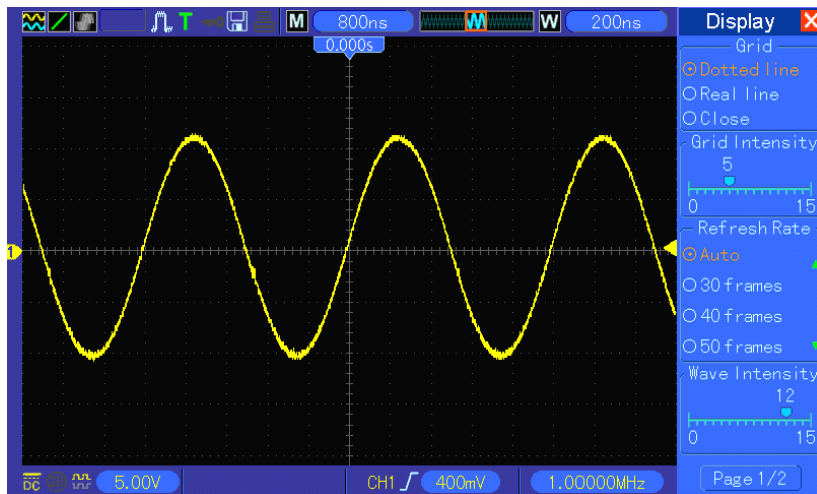 T M 800ns W 200ns
0.000s
1
DC 5.00V CH1 400mV 1.00000MHz
Display X
Grid
Dotted line
Real line
Close
Grid Intensity
5
0 15
Refresh Rate
Auto
30 frames
40 frames
50 frames
Wave Intensity
12
0 15
Page 1/2